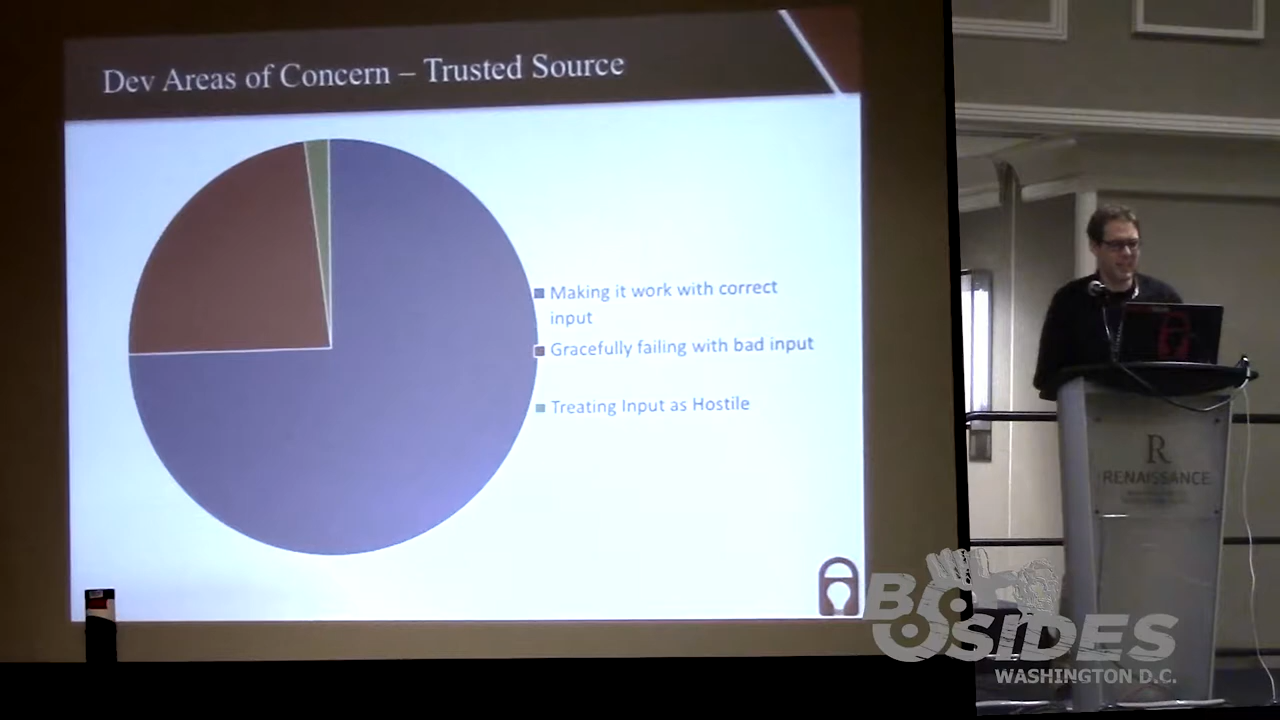 Dev Areas of Concern – Trusted Source
Making it work with correct
input
Gracefully failing with bad input
Treating Input as Hostile
R
RENAISSANCE
BSIDES
WASHINGTON D.C.